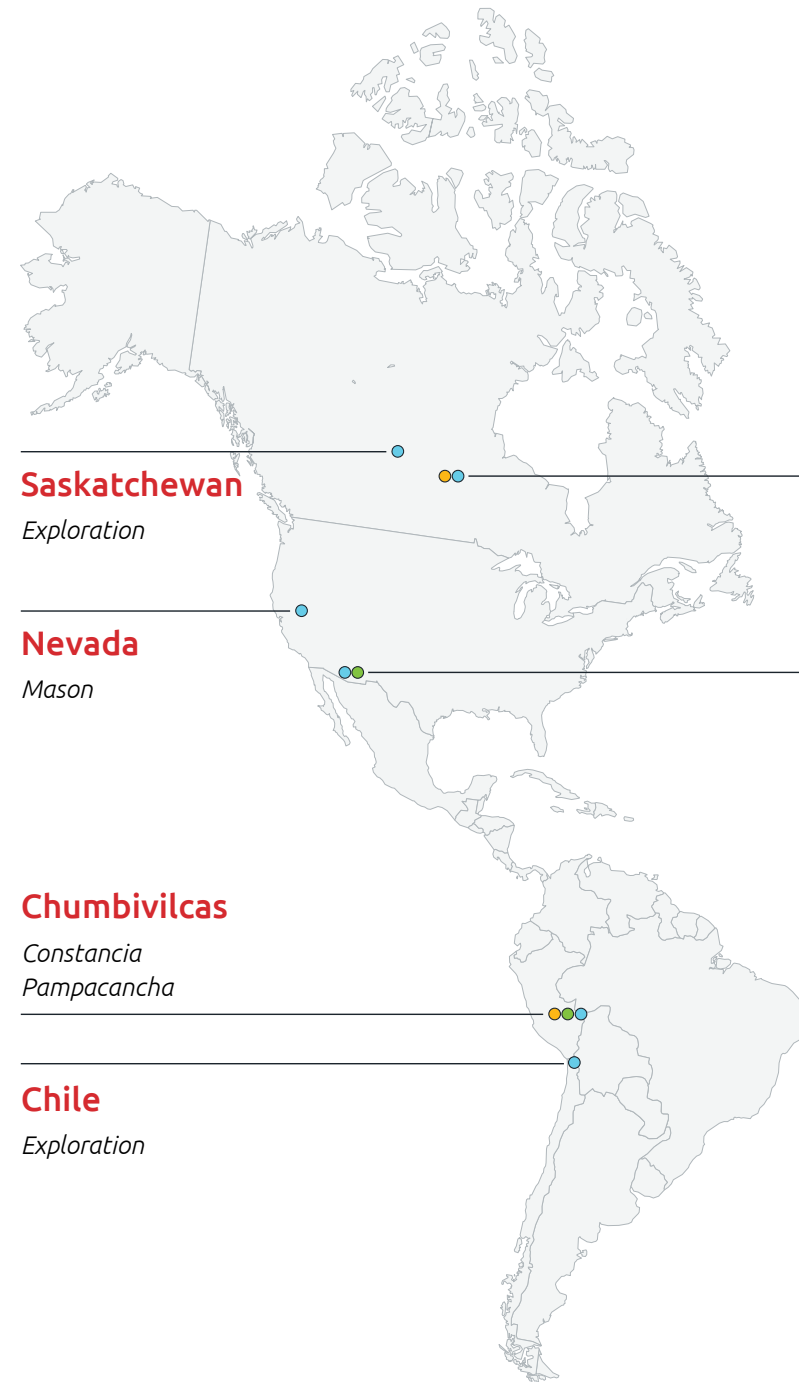 Saskatchewan
Exploration
Nevada
Mason
Chumbivilcas
Constancia
Pampacancha
Chile
Exploration